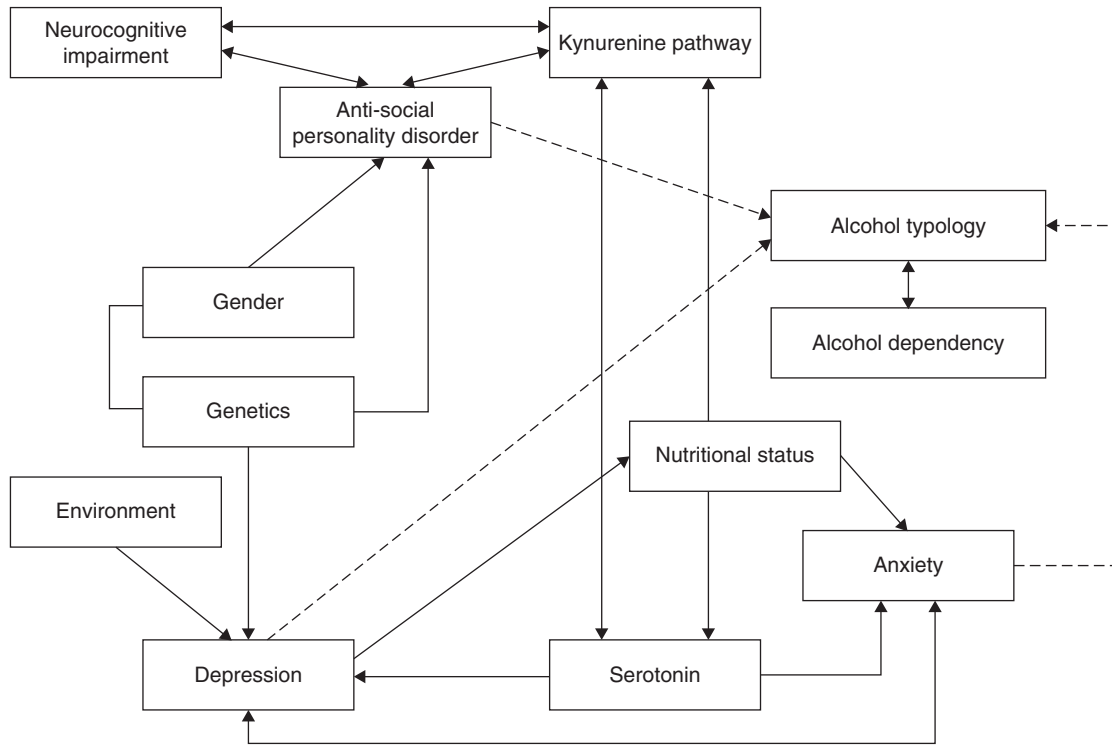 Neurocognitive
impairment
Kynurenine pathway
Anti-social
personality disorder
Alcohol typology
Gender
Alcohol dependency
Genetics
Nutritional status
Environment
Anxiety
Depression
Serotonin